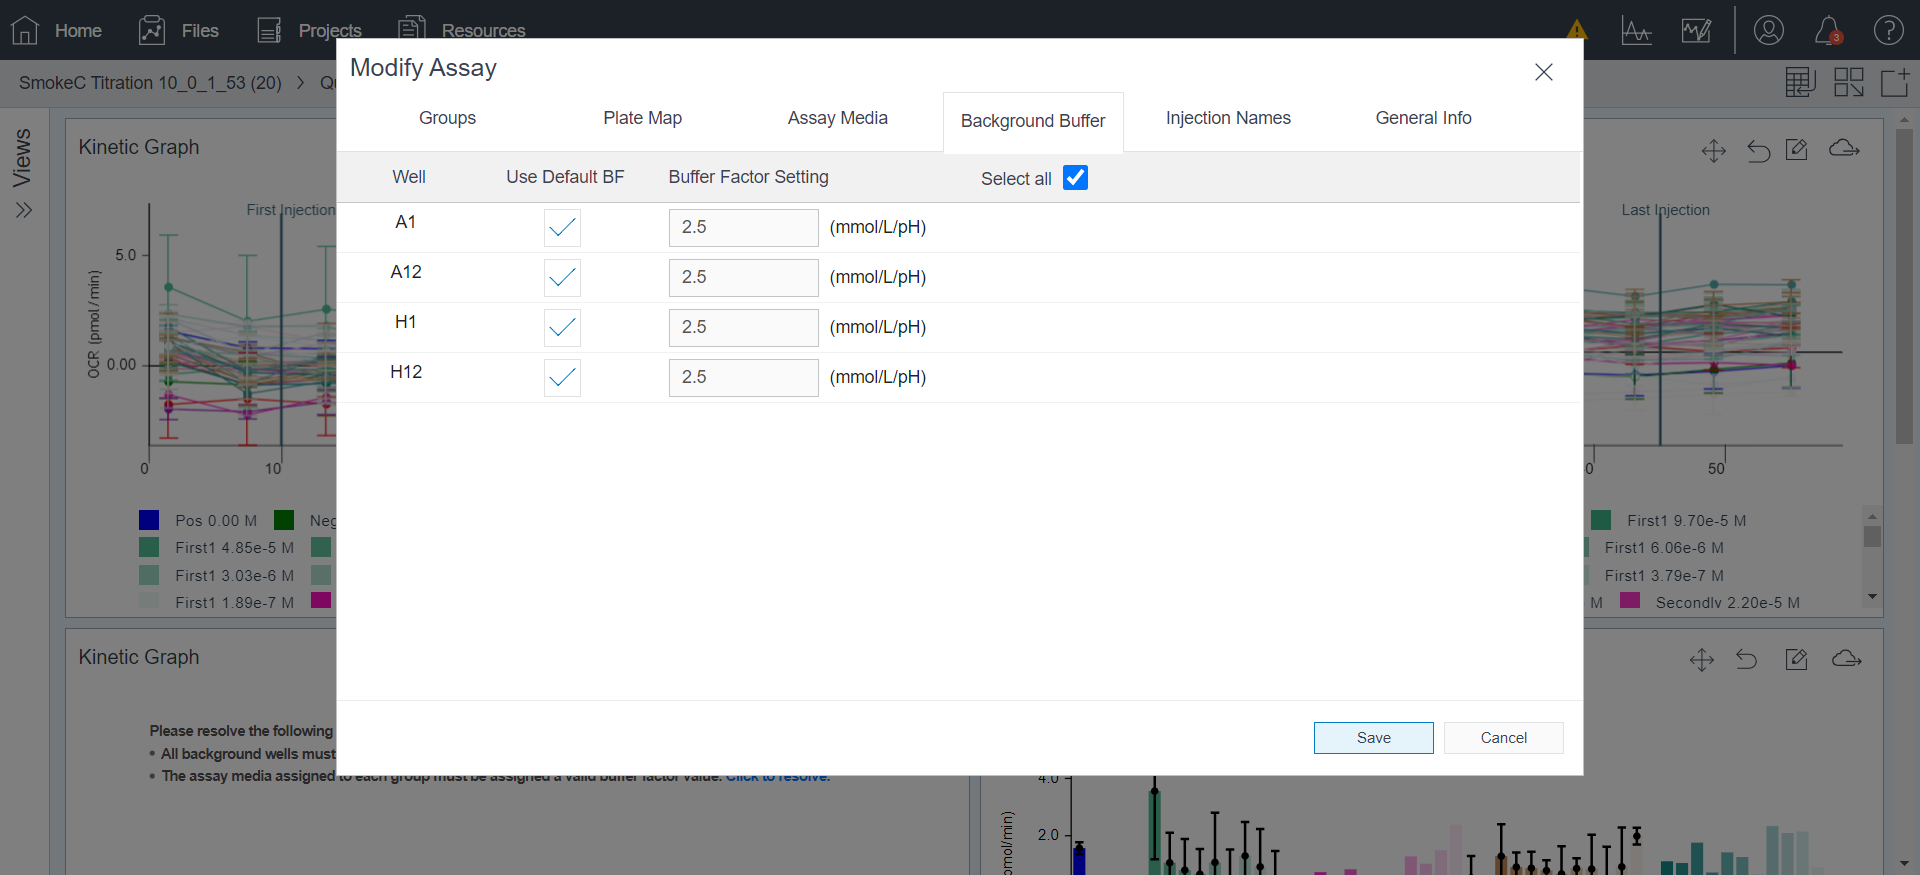 Home Files Projects Resources
3
SmokeC Titration 10_0_1_53 (20) > Qu
Modify Assay
Groups Plate Map Assay Media Background Buffer Injection Names General Info
Well Use Default BF Buffer Factor Setting Select all
A1 2.5 (mmol/L/pH)
A12 2.5 (mmol/L/pH)
H1 2.5 (mmol/L/pH)
H12 2.5 (mmol/L/pH)
Save Cancel
Views
Kinetic Graph
First Injection
Last Injection
OCR (pmol/min)
5.0
0.00
0 10 0 50
Pos 0.00 M Neg First1 9.70e-5 M
First1 4.85e-5 M First1 6.06e-6 M
First1 3.03e-6 M First1 3.79e-7 M
First1 1.89e-7 M M Secondly 2.20e-5 M
Kinetic Graph
Please resolve the following
• All background wells must
• The assay media assigned to each group must be assigned a valid buffer factor value. Click to resolve.
4.0
2.0
omol/min)